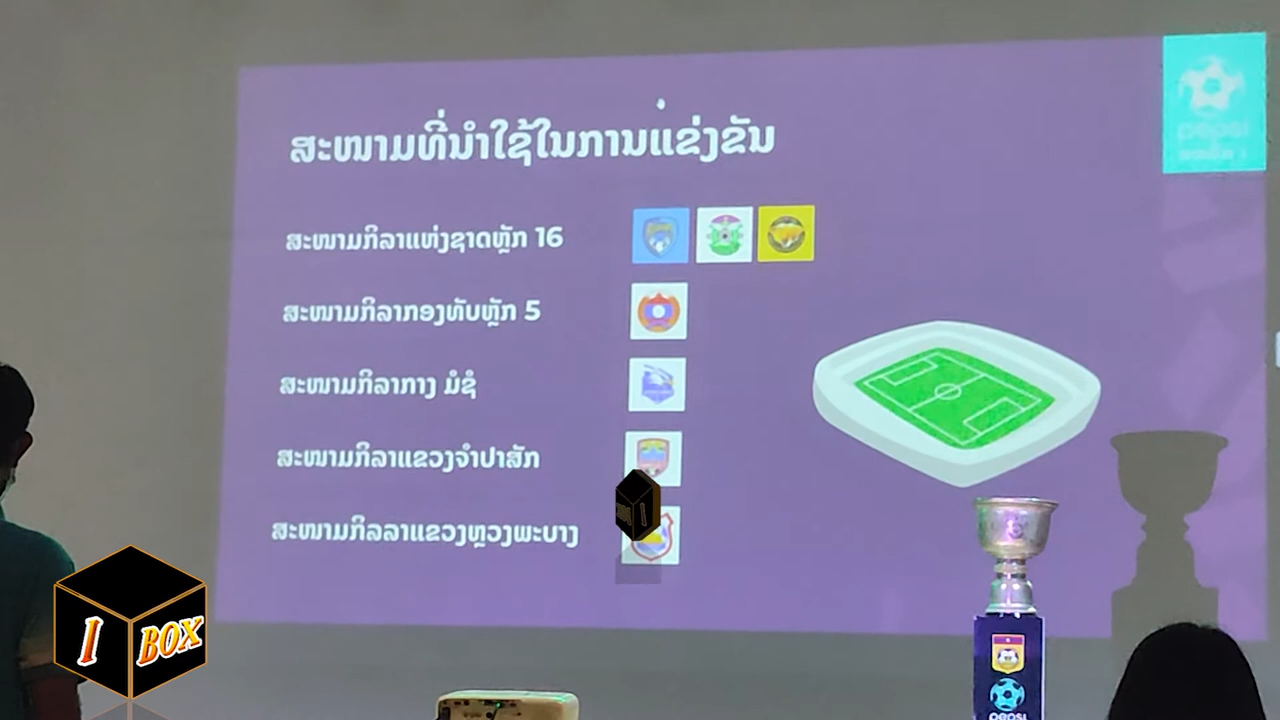 ສະໜາມທີ່ນຳໃຊ້ໃນການແຂ່ງຂັນ
pepsi
ສະໜາມກິລາແຫ່ງຊາດຫຼັກ 16
ສະໜາມກິລາກອງທັບຫຼັກ 5
ສະໜາມກິລາກາງ ມໍຊໍ
ສະໜາມກິລາແຂວງຈຳປາສັກ
ສະໜາມກິລລາແຂວງຫຼວງພະບາງ
I BOX
pepsi